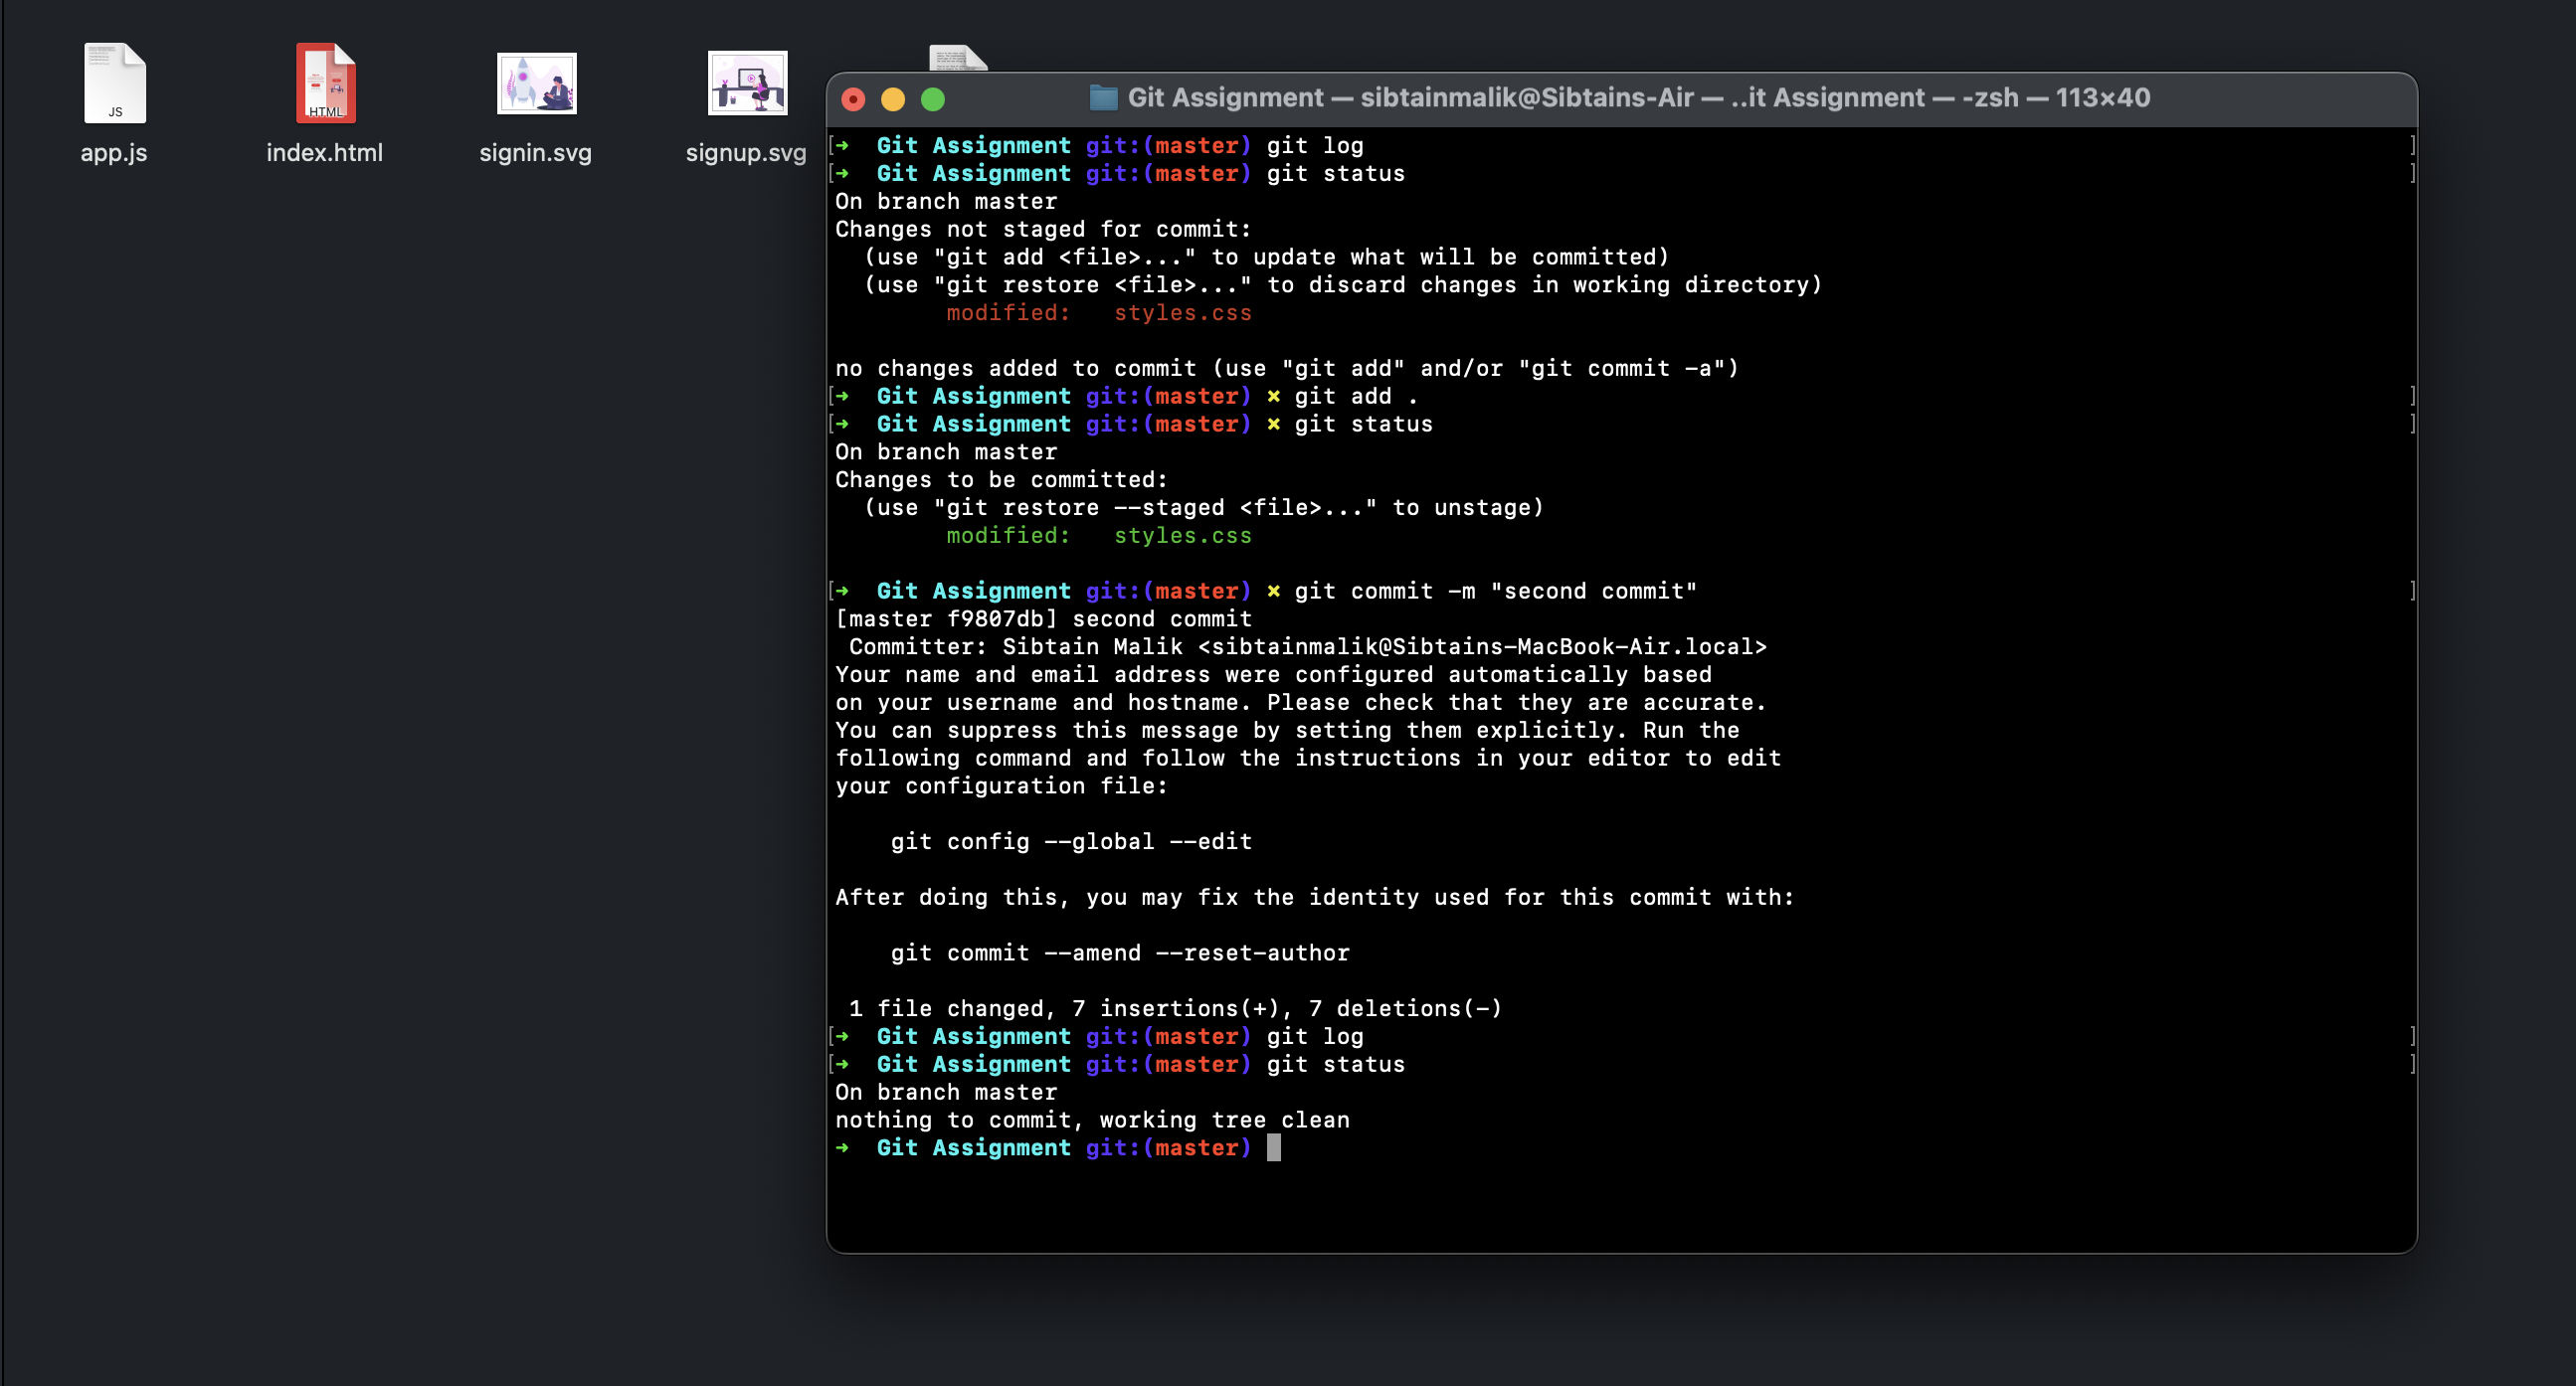 app.js
index.html
signin.svg
signup.svg
JS
HTML
Git Assignment — sibtainmalik@Sibtains-Air — ..it Assignment — -zsh — 113×40
[➜  Git Assignment git:(master) git log ]
[➜  Git Assignment git:(master) git status ]
On branch master
Changes not staged for commit:
  (use "git add <file>..." to update what will be committed)
  (use "git restore <file>..." to discard changes in working directory)
        modified:   styles.css

no changes added to commit (use "git add" and/or "git commit -a")
[➜  Git Assignment git:(master) ✗ git add . ]
[➜  Git Assignment git:(master) ✗ git status ]
On branch master
Changes to be committed:
  (use "git restore --staged <file>..." to unstage)
        modified:   styles.css

[➜  Git Assignment git:(master) ✗ git commit -m "second commit" ]
[master f9807db] second commit
 Committer: Sibtain Malik <sibtainmalik@Sibtains-MacBook-Air.local>
Your name and email address were configured automatically based
on your username and hostname. Please check that they are accurate.
You can suppress this message by setting them explicitly. Run the
following command and follow the instructions in your editor to edit
your configuration file:

    git config --global --edit

After doing this, you may fix the identity used for this commit with:

    git commit --amend --reset-author

 1 file changed, 7 insertions(+), 7 deletions(-)
[➜  Git Assignment git:(master) git log ]
[➜  Git Assignment git:(master) git status ]
On branch master
nothing to commit, working tree clean
➜  Git Assignment git:(master)